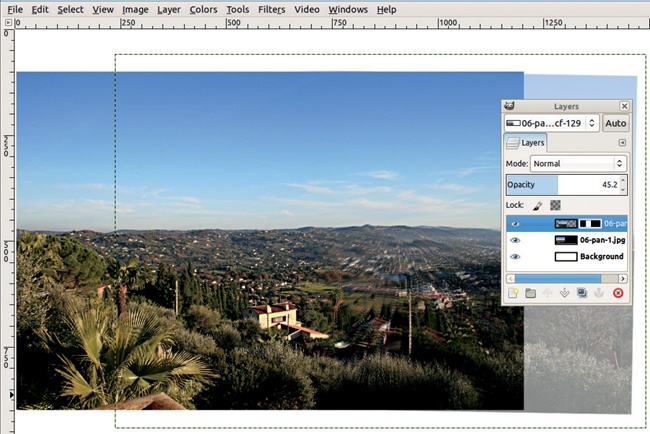 File Edit Select View Image Layer Colors Tools Filters Video Windows Help
0 250 500 750 1000 1250
0
250
500
750
Layers
06-pa...cf-129 Auto
Layers
Mode: Normal
Opacity 45.2
Lock:
06-pan
06-pan-1.jpg
Background